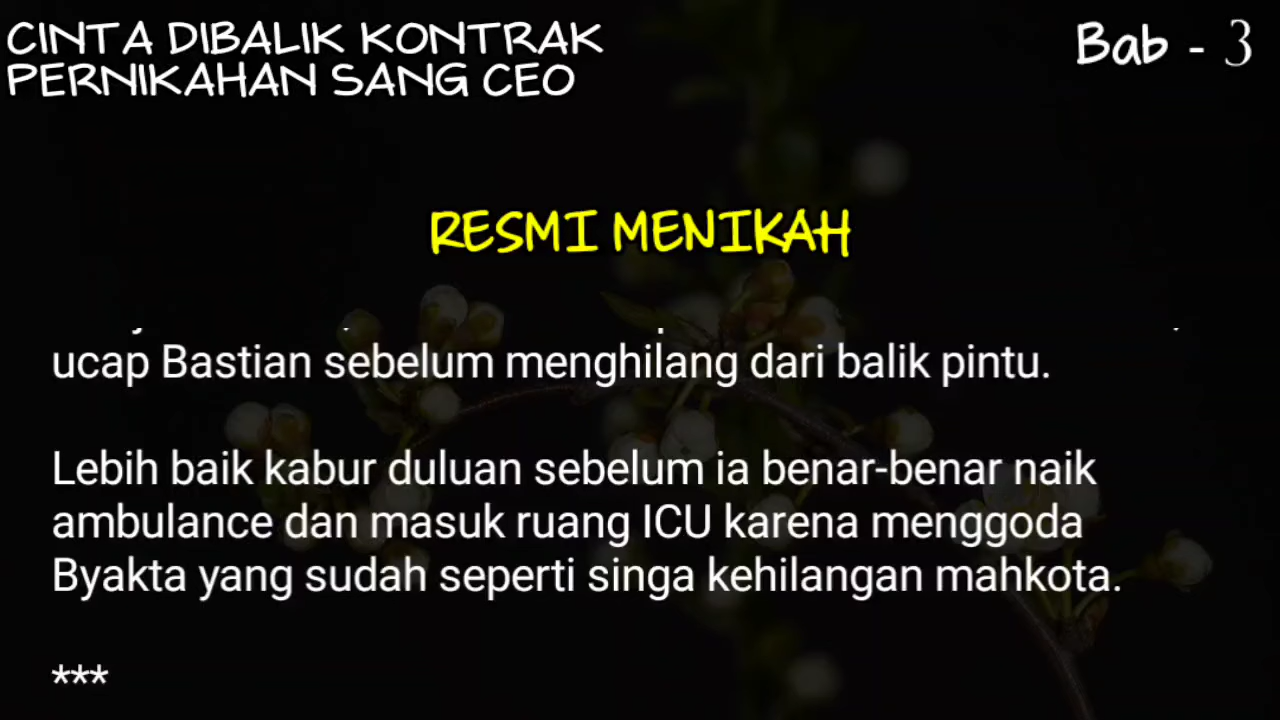 CINTA DIBALIK KONTRAK
PERNIKAHAN SANG CEO
Bab - 3
RESMI MENIKAH
ucap Bastian sebelum menghilang dari balik pintu.
Lebih baik kabur duluan sebelum ia benar-benar naik
ambulance dan masuk ruang ICU karena menggoda
Byakta yang sudah seperti singa kehilangan mahkota.
***